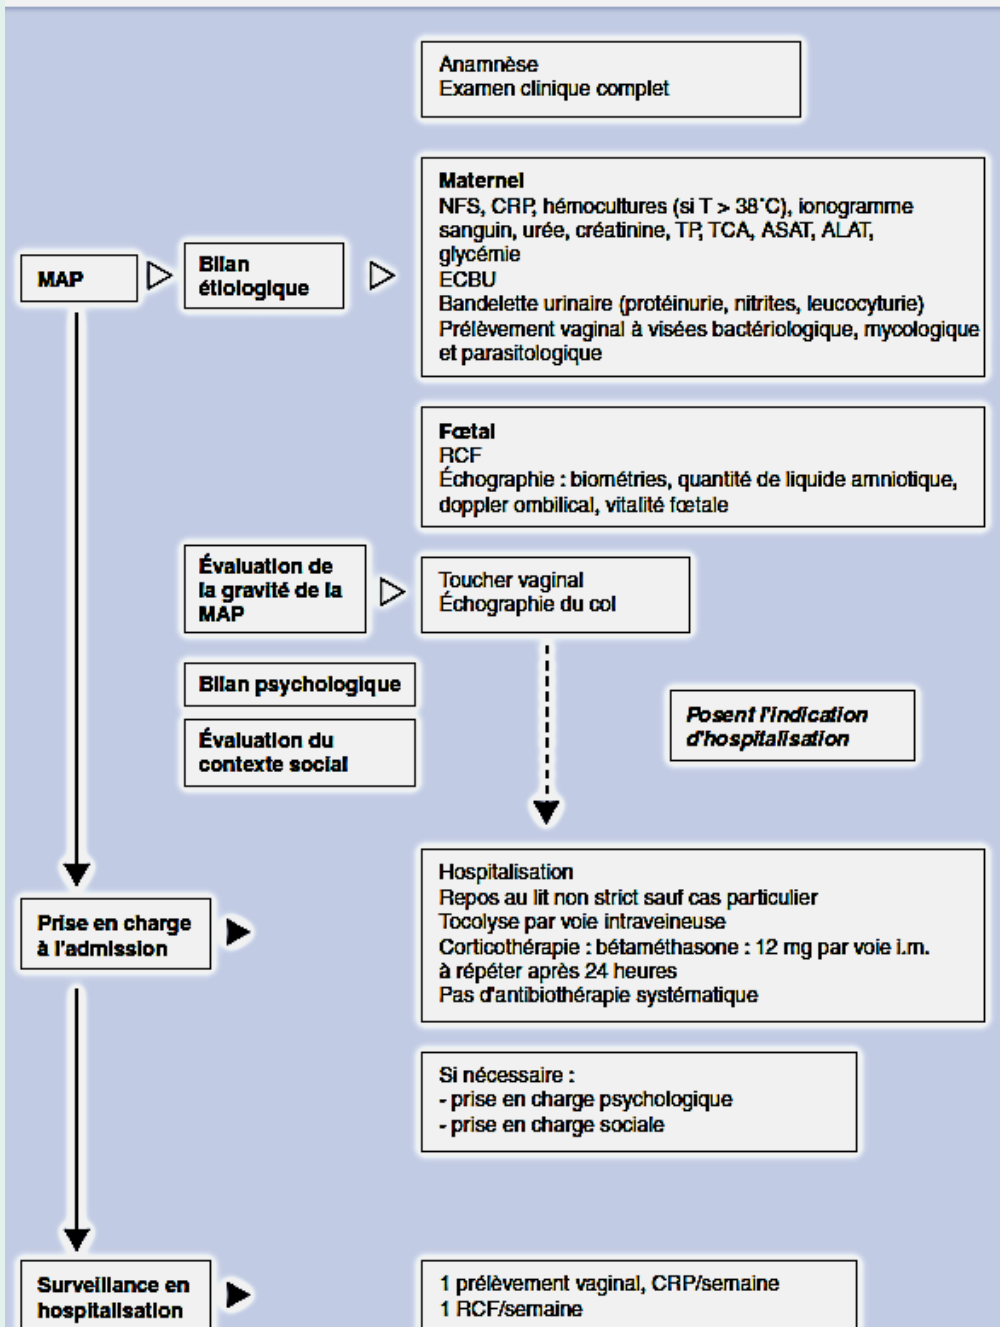 Anamnèse
Examen clinique complet
Maternel
NFS, CRP, hémocultures (si T > 38°C), ionogramme
sanguin, urée, créatinine, TP, TCA, ASAT, ALAT,
glycémie
ECBU
Bandelette urinaire (protéinurie, nitrites, leucocyturie)
Prélèvement vaginal à visées bactériologique, mycologique
et parasitologique
MAP
Bilan
étiologique
Fœtal
RCF
Échographie : biométries, quantité de liquide amniotique,
doppler ombilical, vitalité fœtale
Évaluation de
la gravité de la
MAP
Toucher vaginal
Échographie du col
Bilan psychologique
Évaluation du
contexte social
Posent l'indication
d'hospitalisation
Prise en charge
à l'admission
Hospitalisation
Repos au lit non strict sauf cas particulier
Tocolyse par voie intraveineuse
Corticothérapie : bétaméthasone : 12 mg par voie i.m.
à répéter après 24 heures
Pas d'antibiothérapie systématique
Si nécessaire :
- prise en charge psychologique
- prise en charge sociale
Surveillance en
hospitalisation
1 prélèvement vaginal, CRP/semaine
1 RCF/semaine